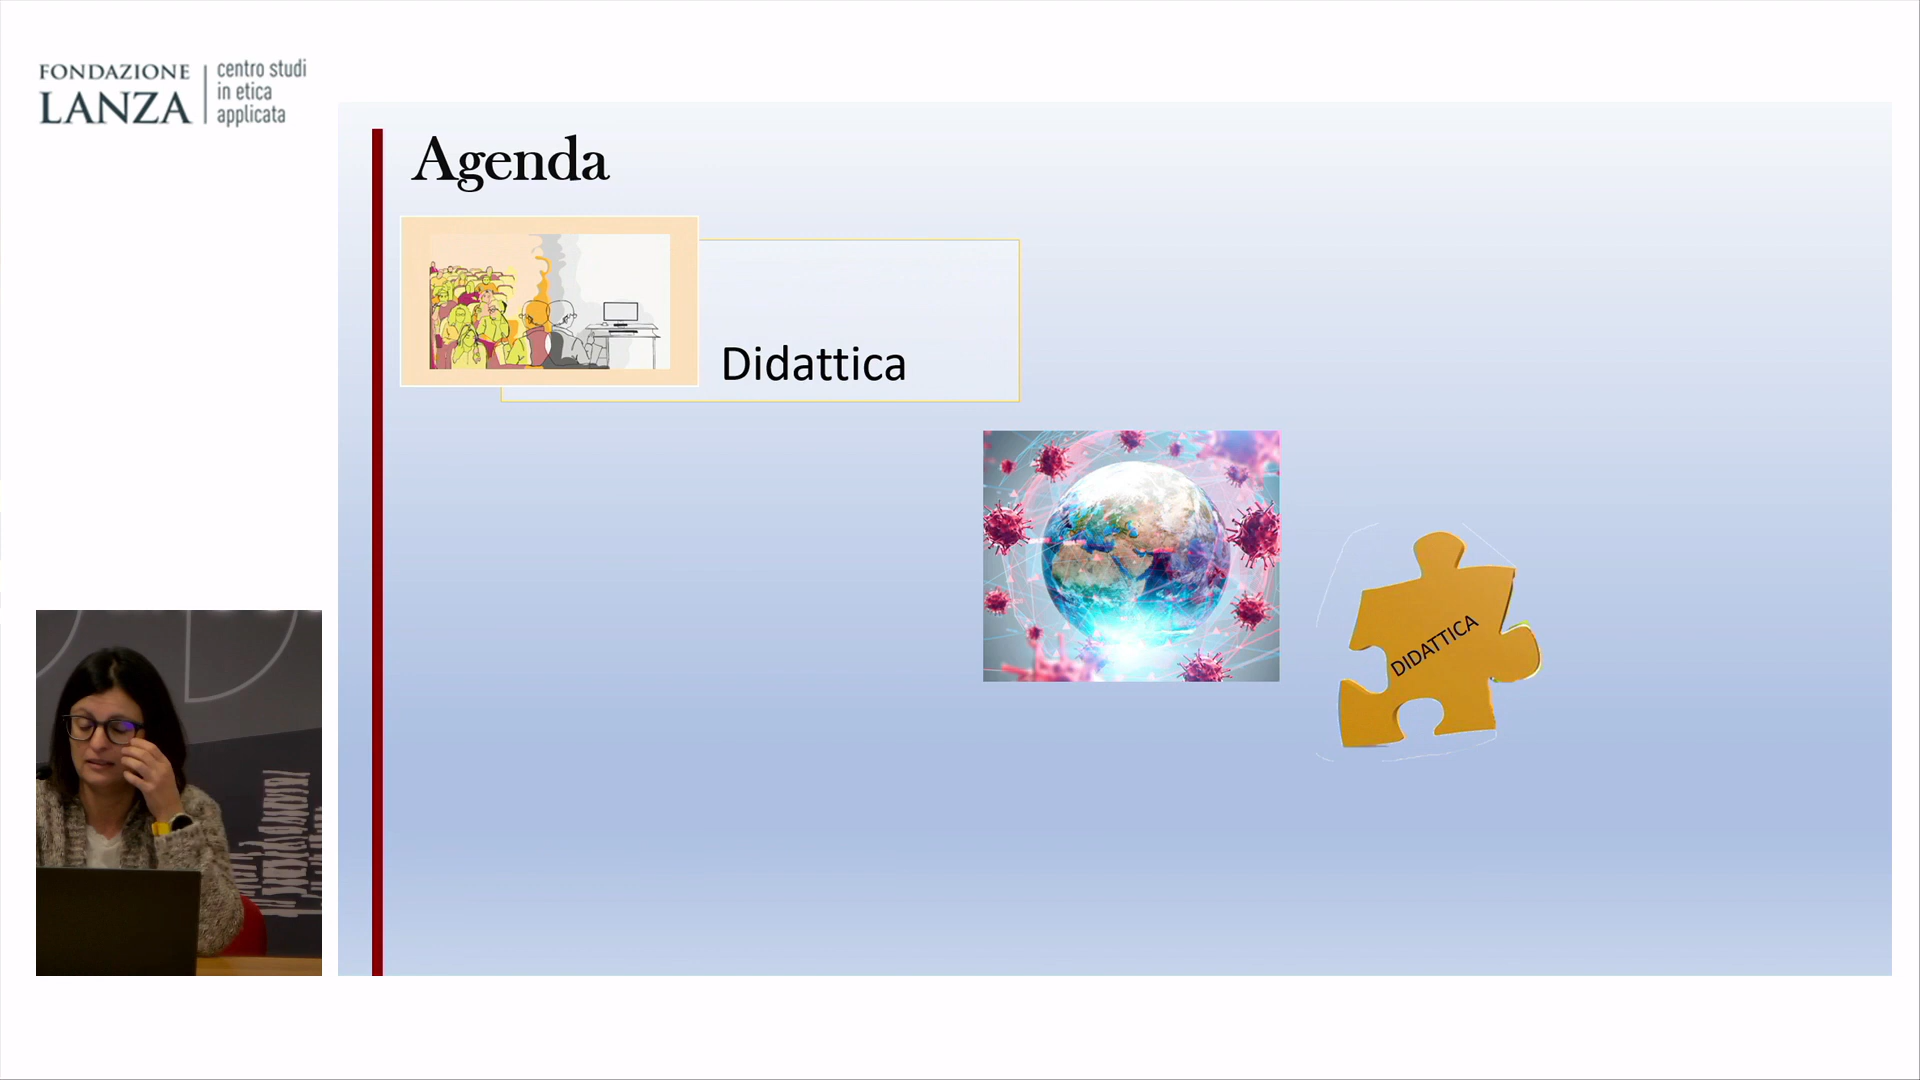 FONDAZIONE
LANZA
centro studi
in etica
applicata
Agenda
Didattica
DIDATTICA